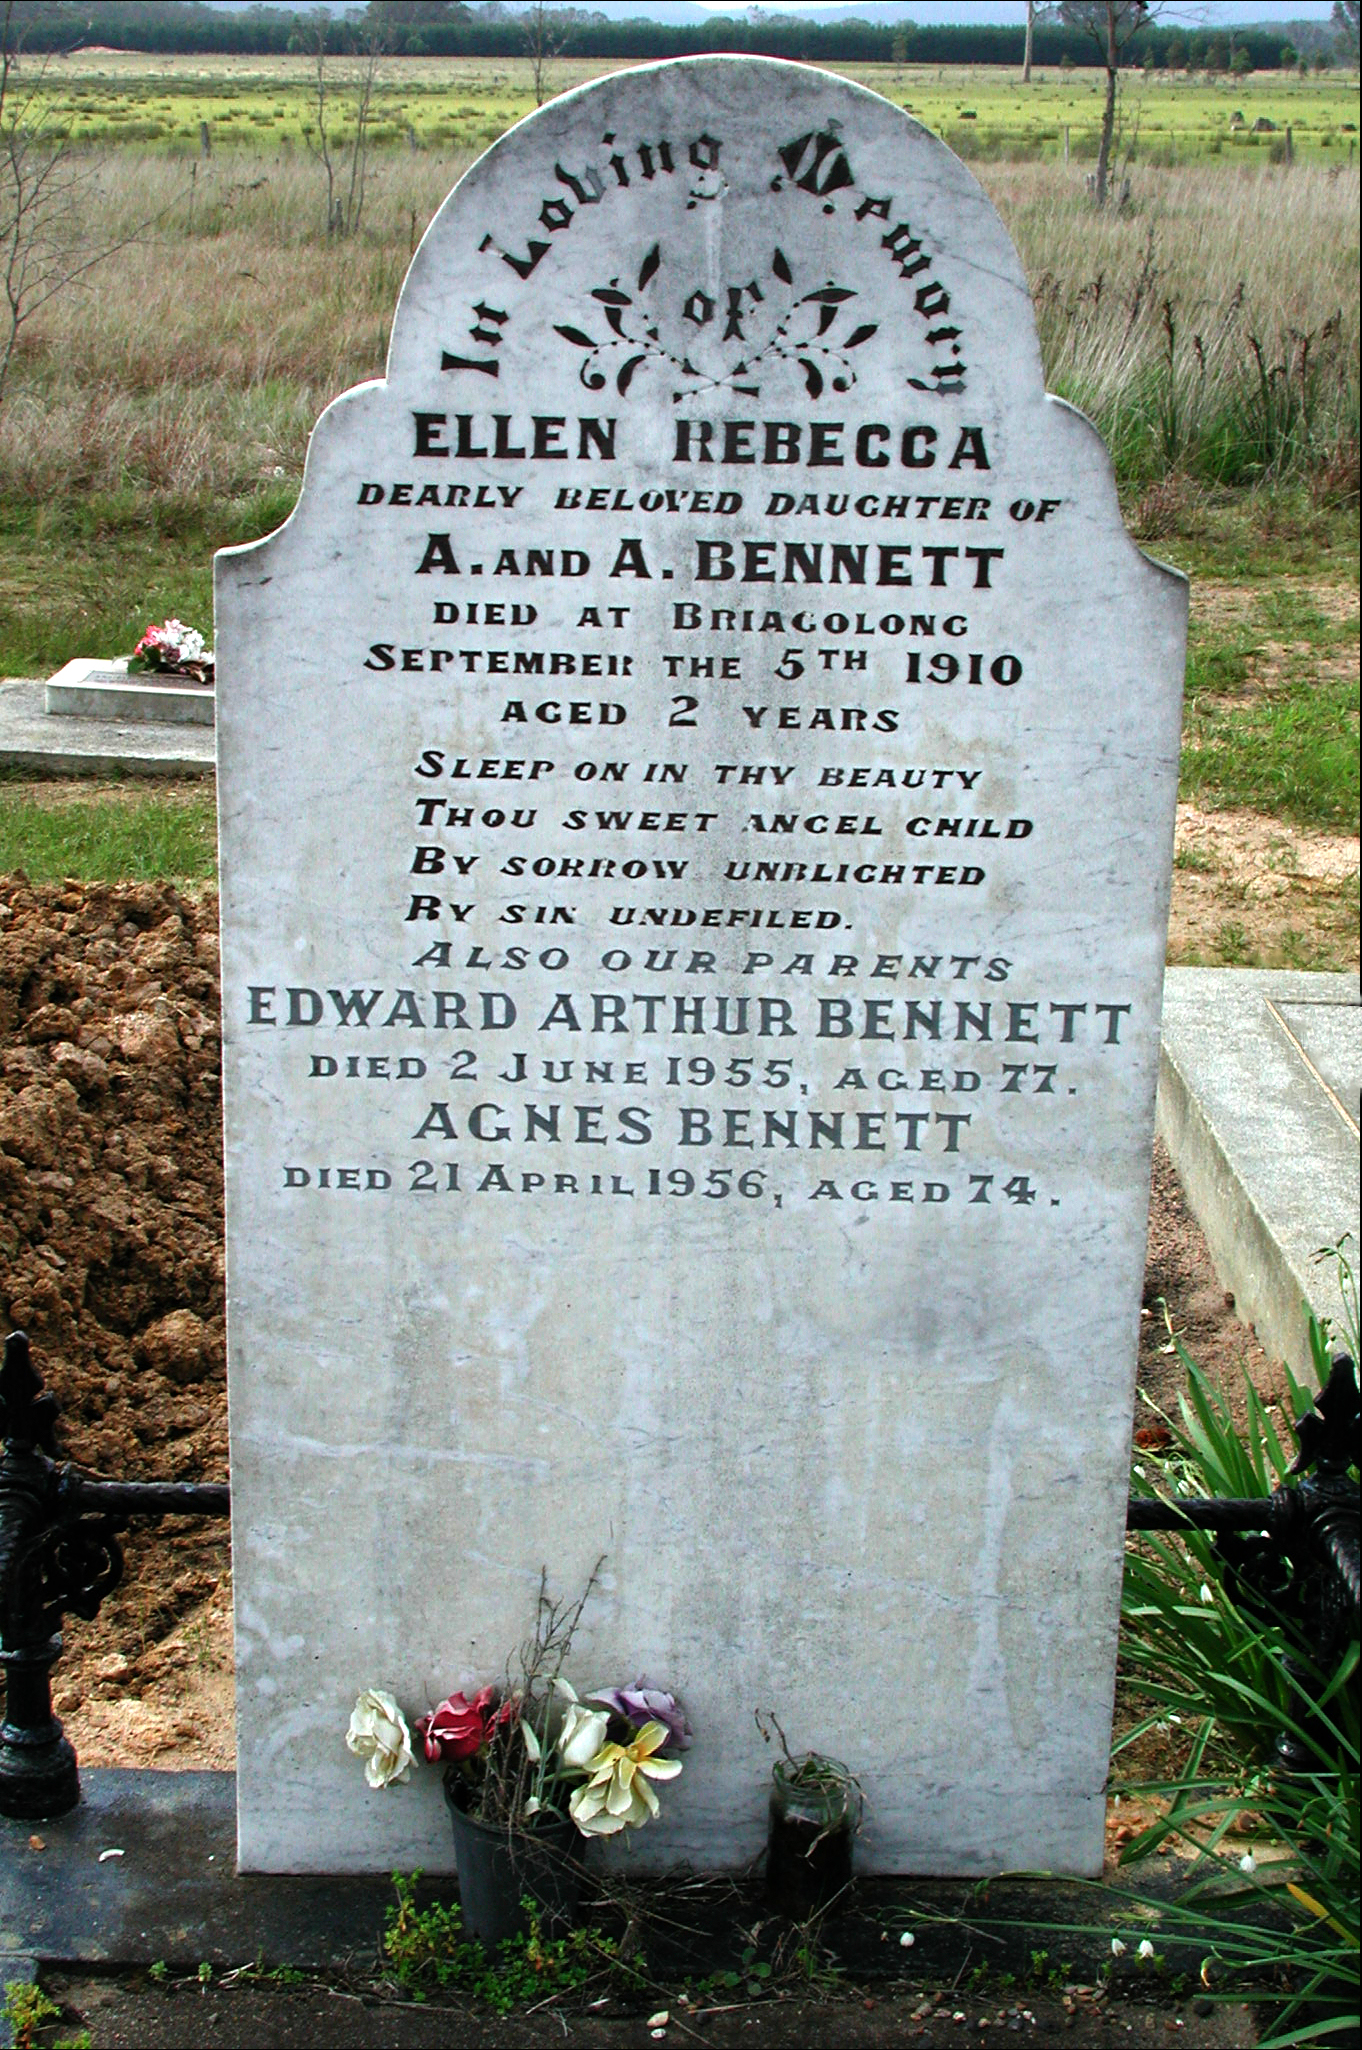 In Loving Memory
of
ELLEN REBECCA
DEARLY BELOVED DAUGHTER OF
A. AND A. BENNETT
DIED AT BRIAGOLONG
SEPTEMBER THE 5TH 1910
AGED 2 YEARS
SLEEP ON IN THY BEAUTY
THOU SWEET ANGEL CHILD
BY SORROW UNBLIGHTED
BY SIN UNDEFILED.
ALSO OUR PARENTS
EDWARD ARTHUR BENNETT
DIED 2 JUNE 1955, AGED 77.
AGNES BENNETT
DIED 21 APRIL 1956, AGED 74.